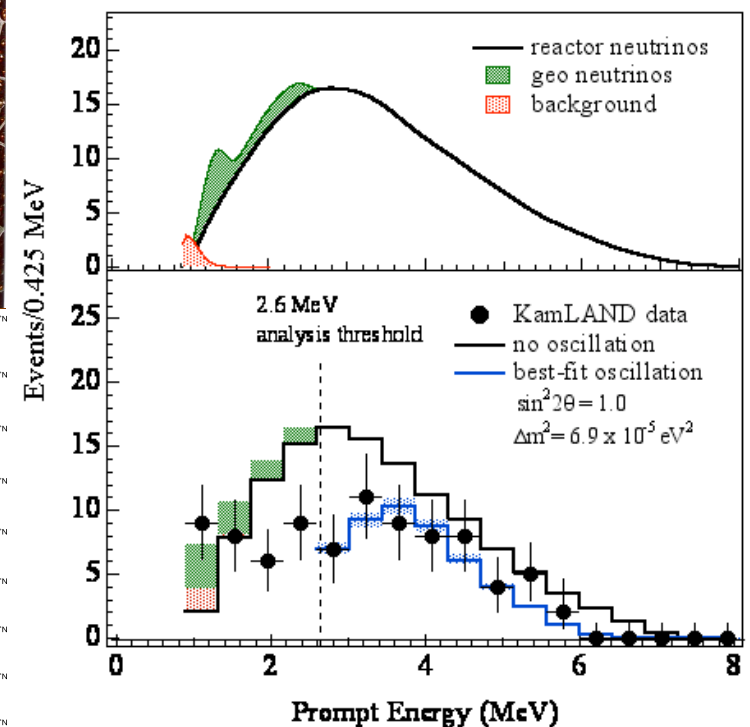 20
15
10
5
0
reactor neutrinos
geo neutrinos
background
Events/0.425 MeV
2.6 MeV
analysis threshold
25
20
15
10
5
0
KamLAND data
no oscillation
best-fit oscillation
sin²2θ = 1.0
Δm² = 6.9 x 10⁻⁵ eV²
0 2 4 6 8
Prompt Energy (MeV)